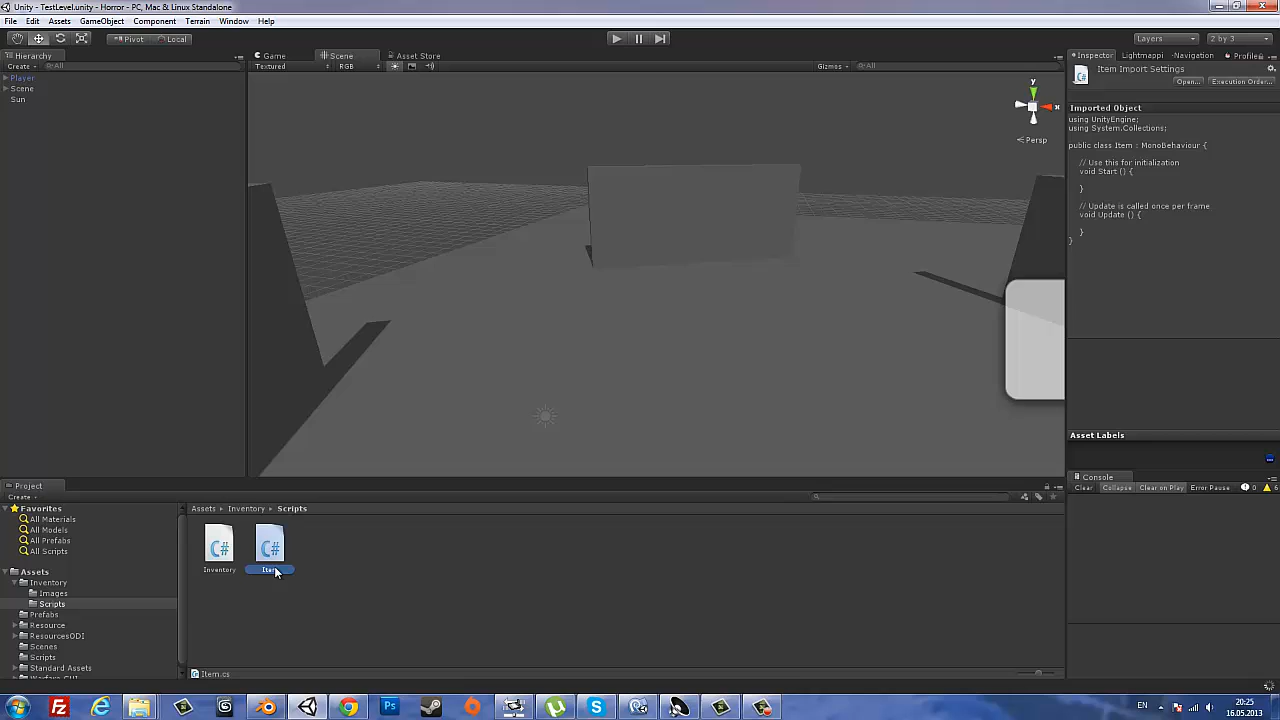 Unity - TestLevel.unity - Horror - PC, Mac & Linux Standalone
File Edit Assets GameObject Component Terrain Window Help
Pivot Local
Layers 2 by 3
Hierarchy
Create All
Player
Scene
Sun
Game Scene Asset Store
Textured RGB Gizmos All
y
x
Persp
Inspector Lightmappi Navigation Profile
Item Import Settings
Open... Execution Order...
Imported Object
using UnityEngine;
using System.Collections;
public class Item : MonoBehaviour {
// Use this for initialization
void Start () {
}
// Update is called once per frame
void Update () {
}
}
Asset Labels
Console
Clear Collapse Clear on Play Error Pause 0 6
Project
Create
Favorites
All Materials
All Models
All Prefabs
All Scripts
Assets
Inventory
Images
Scripts
Prefabs
Resource
ResourcesODI
Scenes
Scripts
Standard Assets
Assets Inventory Scripts
C# C#
Inventory
Item.cs
EN 20:25
16.05.2013